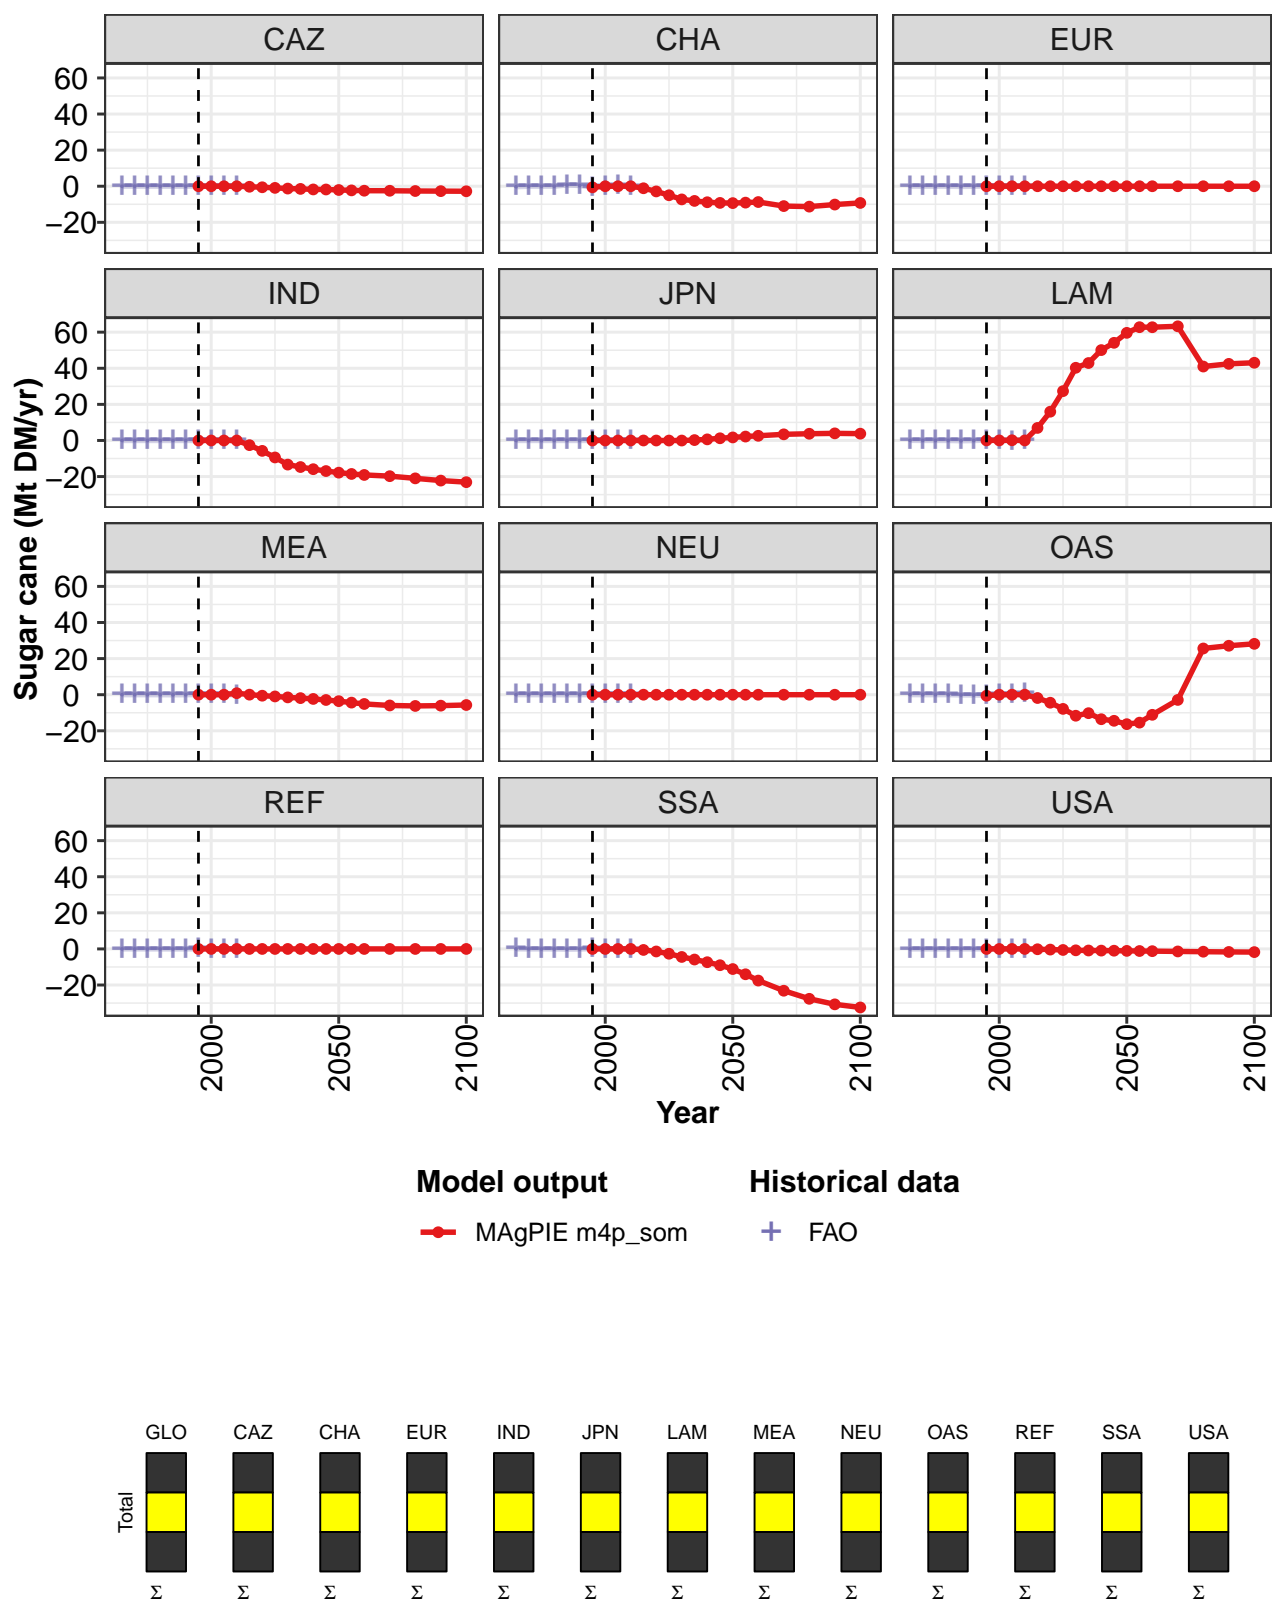 CAZ CHA EUR
60
40
20
0
−20
IND JPN LAM
60
40
20
0
−20
MEA NEU OAS
60
40
20
0
−20
REF SSA USA
60
40
20
0
−20
Sugar cane (Mt DM/yr)
2000 2050 2100 2000 2050 2100 2000 2050 2100
Year
Model output Historical data
MAgPIE m4p_som FAO
GLO CAZ CHA EUR IND JPN LAM MEA NEU OAS REF SSA USA
Total
Σ Σ Σ Σ Σ Σ Σ Σ Σ Σ Σ Σ Σ